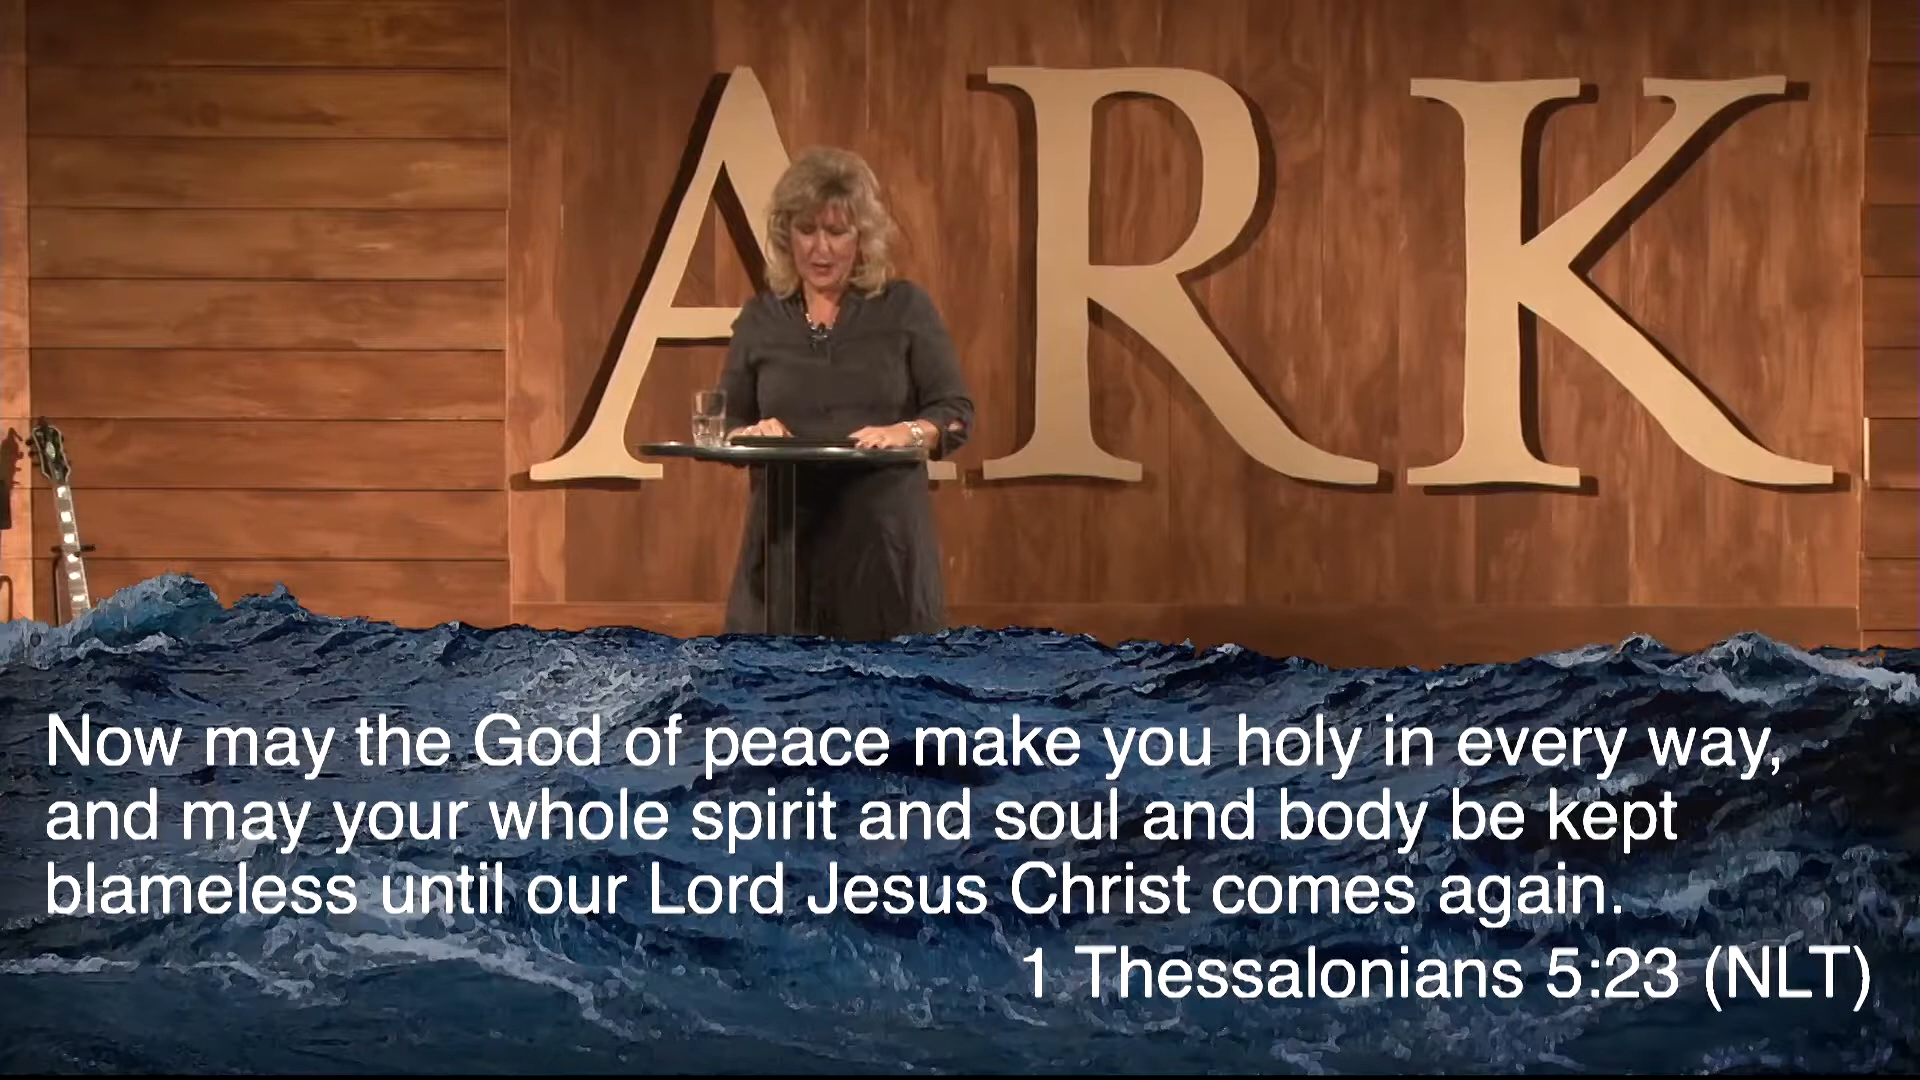 ARK
Now may the God of peace make you holy in every way,
and may your whole spirit and soul and body be kept
blameless until our Lord Jesus Christ comes again.
1 Thessalonians 5:23 (NLT)